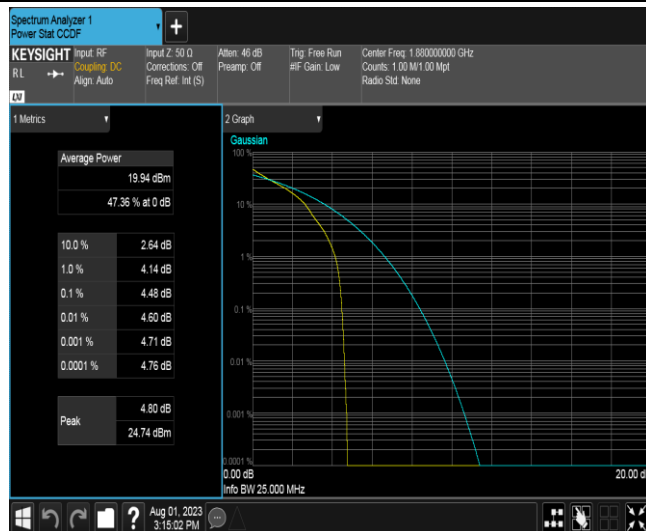 Spectrum Analyzer 1
Power Stat CCDF
+
KEYSIGHT
RL
Input: RF
Coupling: DC
Align: Auto
Input Z: 50 Ω
Corrections: Off
Freq Ref: Int (S)
Atten: 46 dB
Preamp: Off
Trig: Free Run
#IF Gain: Low
Center Freq: 1.880000000 GHz
Counts: 1.00 M/1.00 Mpt
Radio Std: None
LXI
1 Metrics
Average Power
19.94 dBm
47.36 % at 0 dB
10.0 % 2.64 dB
1.0 % 4.14 dB
0.1 % 4.48 dB
0.01 % 4.60 dB
0.001 % 4.71 dB
0.0001 % 4.76 dB
Peak
4.80 dB
24.74 dBm
2 Graph
Gaussian
100 %
10 %
1 %
0.1 %
0.01 %
0.001 %
0.0001 %
0.00 dB
20.00 d
Info BW 25.000 MHz
?
Aug 01, 2023
3:15:02 PM